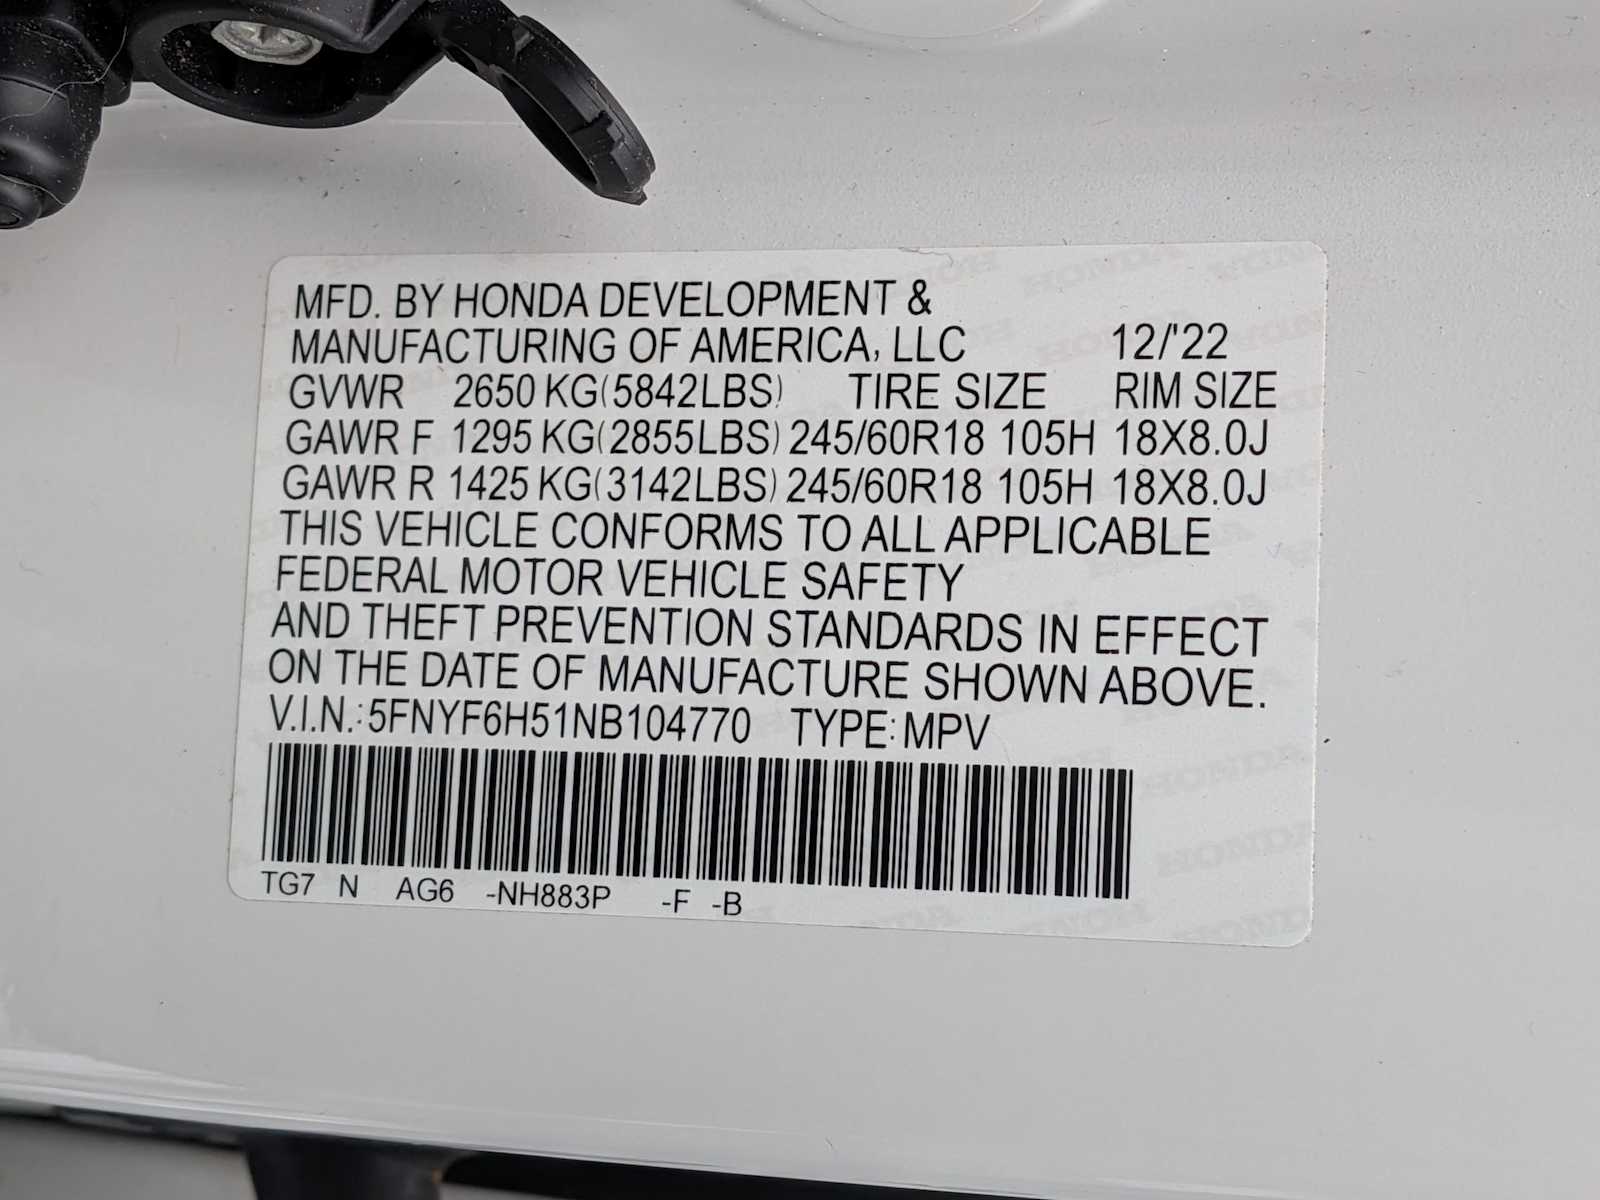 MFD. BY HONDA DEVELOPMENT &
MANUFACTURING OF AMERICA, LLC 12/'22
GVWR 2650 KG(5842LBS) TIRE SIZE RIM SIZE
GAWR F 1295 KG(2855LBS) 245/60R18 105H 18X8.0J
GAWR R 1425 KG(3142LBS) 245/60R18 105H 18X8.0J
THIS VEHICLE CONFORMS TO ALL APPLICABLE
FEDERAL MOTOR VEHICLE SAFETY
AND THEFT PREVENTION STANDARDS IN EFFECT
ON THE DATE OF MANUFACTURE SHOWN ABOVE.
V.I.N.: 5FNYF6H51NB104770 TYPE: MPV
TG7 N AG6 -NH883P -F -B